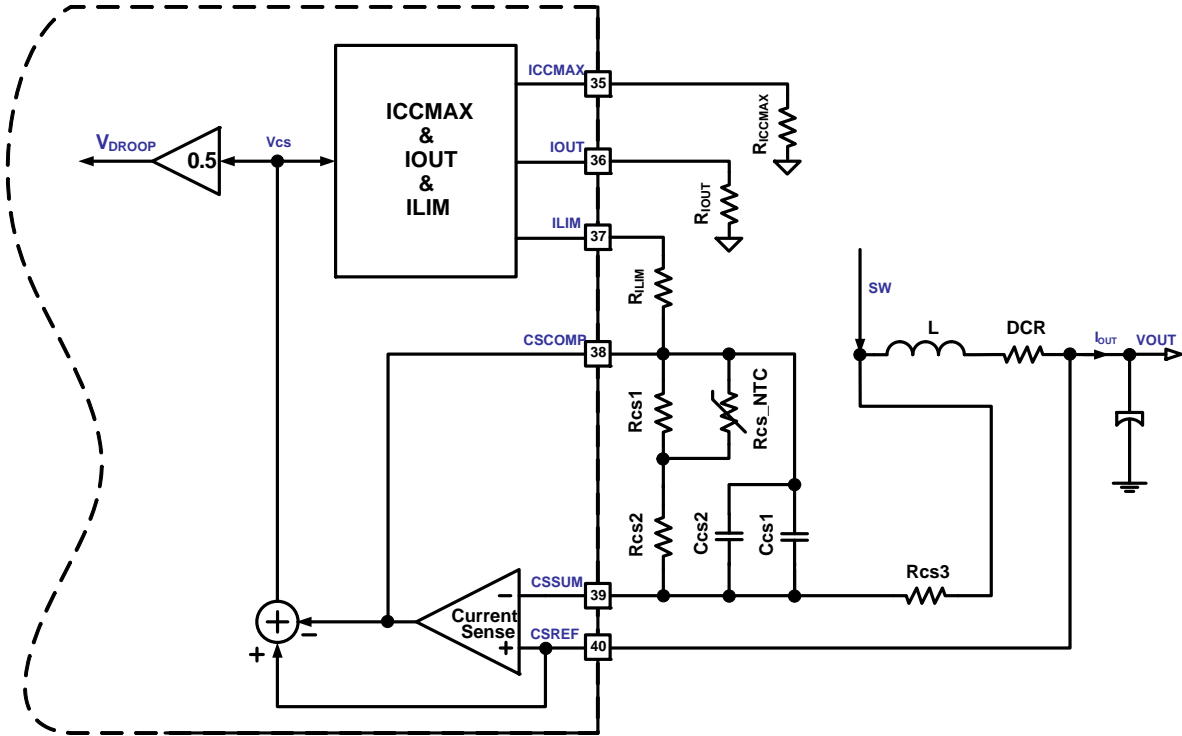 ICCMAX
35
RICCMAX
ICCMAX
&
IOUT
&
ILIM
VDROOP
0.5
Vcs
IOUT
36
RIOUT
ILIM
37
RILIM
SW
CSCOMP
38
L
DCR
IOUT
VOUT
Rcs1
Rcs_NTC
Rcs2
Ccs2
Ccs1
CSSUM
39
Rcs3
Current
Sense
-
+
CSREF
40
+
–
+